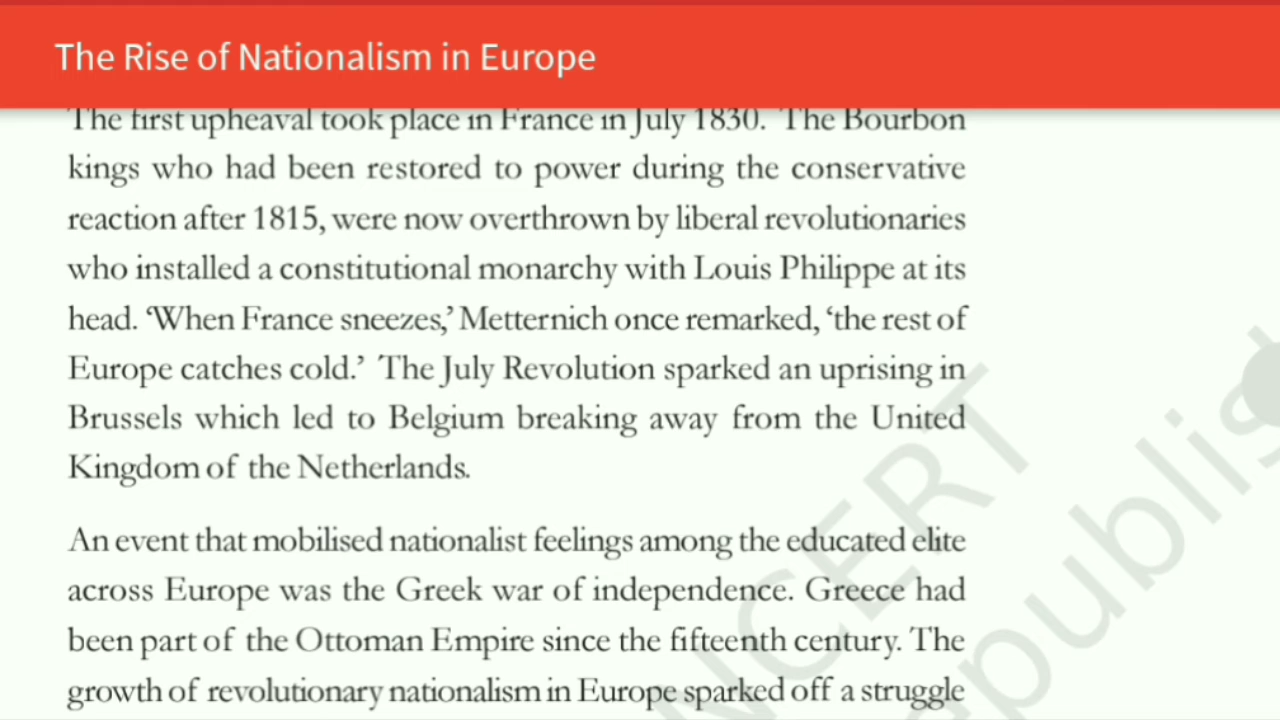 The Rise of Nationalism in Europe
The first upheaval took place in France in July 1830. The Bourbon
kings who had been restored to power during the conservative
reaction after 1815, were now overthrown by liberal revolutionaries
who installed a constitutional monarchy with Louis Philippe at its
head. ‘When France sneezes,’ Metternich once remarked, ‘the rest of
Europe catches cold.’ The July Revolution sparked an uprising in
Brussels which led to Belgium breaking away from the United
Kingdom of the Netherlands.
An event that mobilised nationalist feelings among the educated elite
across Europe was the Greek war of independence. Greece had
been part of the Ottoman Empire since the fifteenth century. The
growth of revolutionary nationalism in Europe sparked off a struggle
NCERT